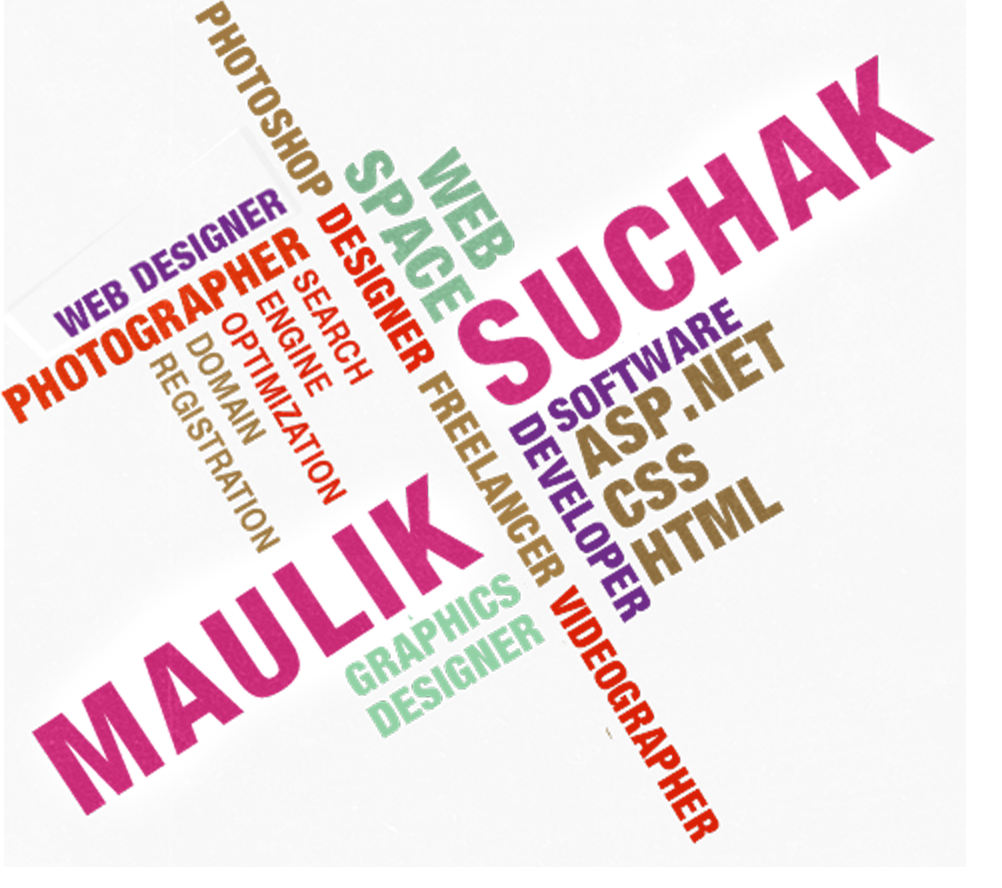 PHOTOSHOP
DESIGNER
FREELANCER
VIDEOGRAPHER
WEB
SPACE
SUCHAK
WEB DESIGNER
PHOTOGRAPHER
SEARCH
ENGINE
OPTIMIZATION
DOMAIN
REGISTRATION
SOFTWARE
DEVELOPER
ASP.NET
CSS
HTML
MAULIK
GRAPHICS
DESIGNER